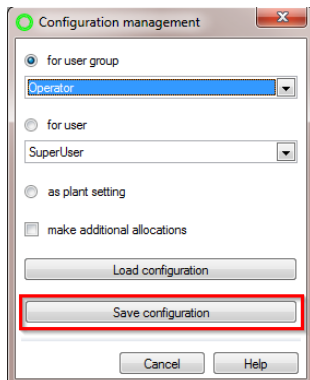 Configuration management
for user group
Operator
for user
SuperUser
as plant setting
make additional allocations
Load configuration
Save configuration
Cancel Help